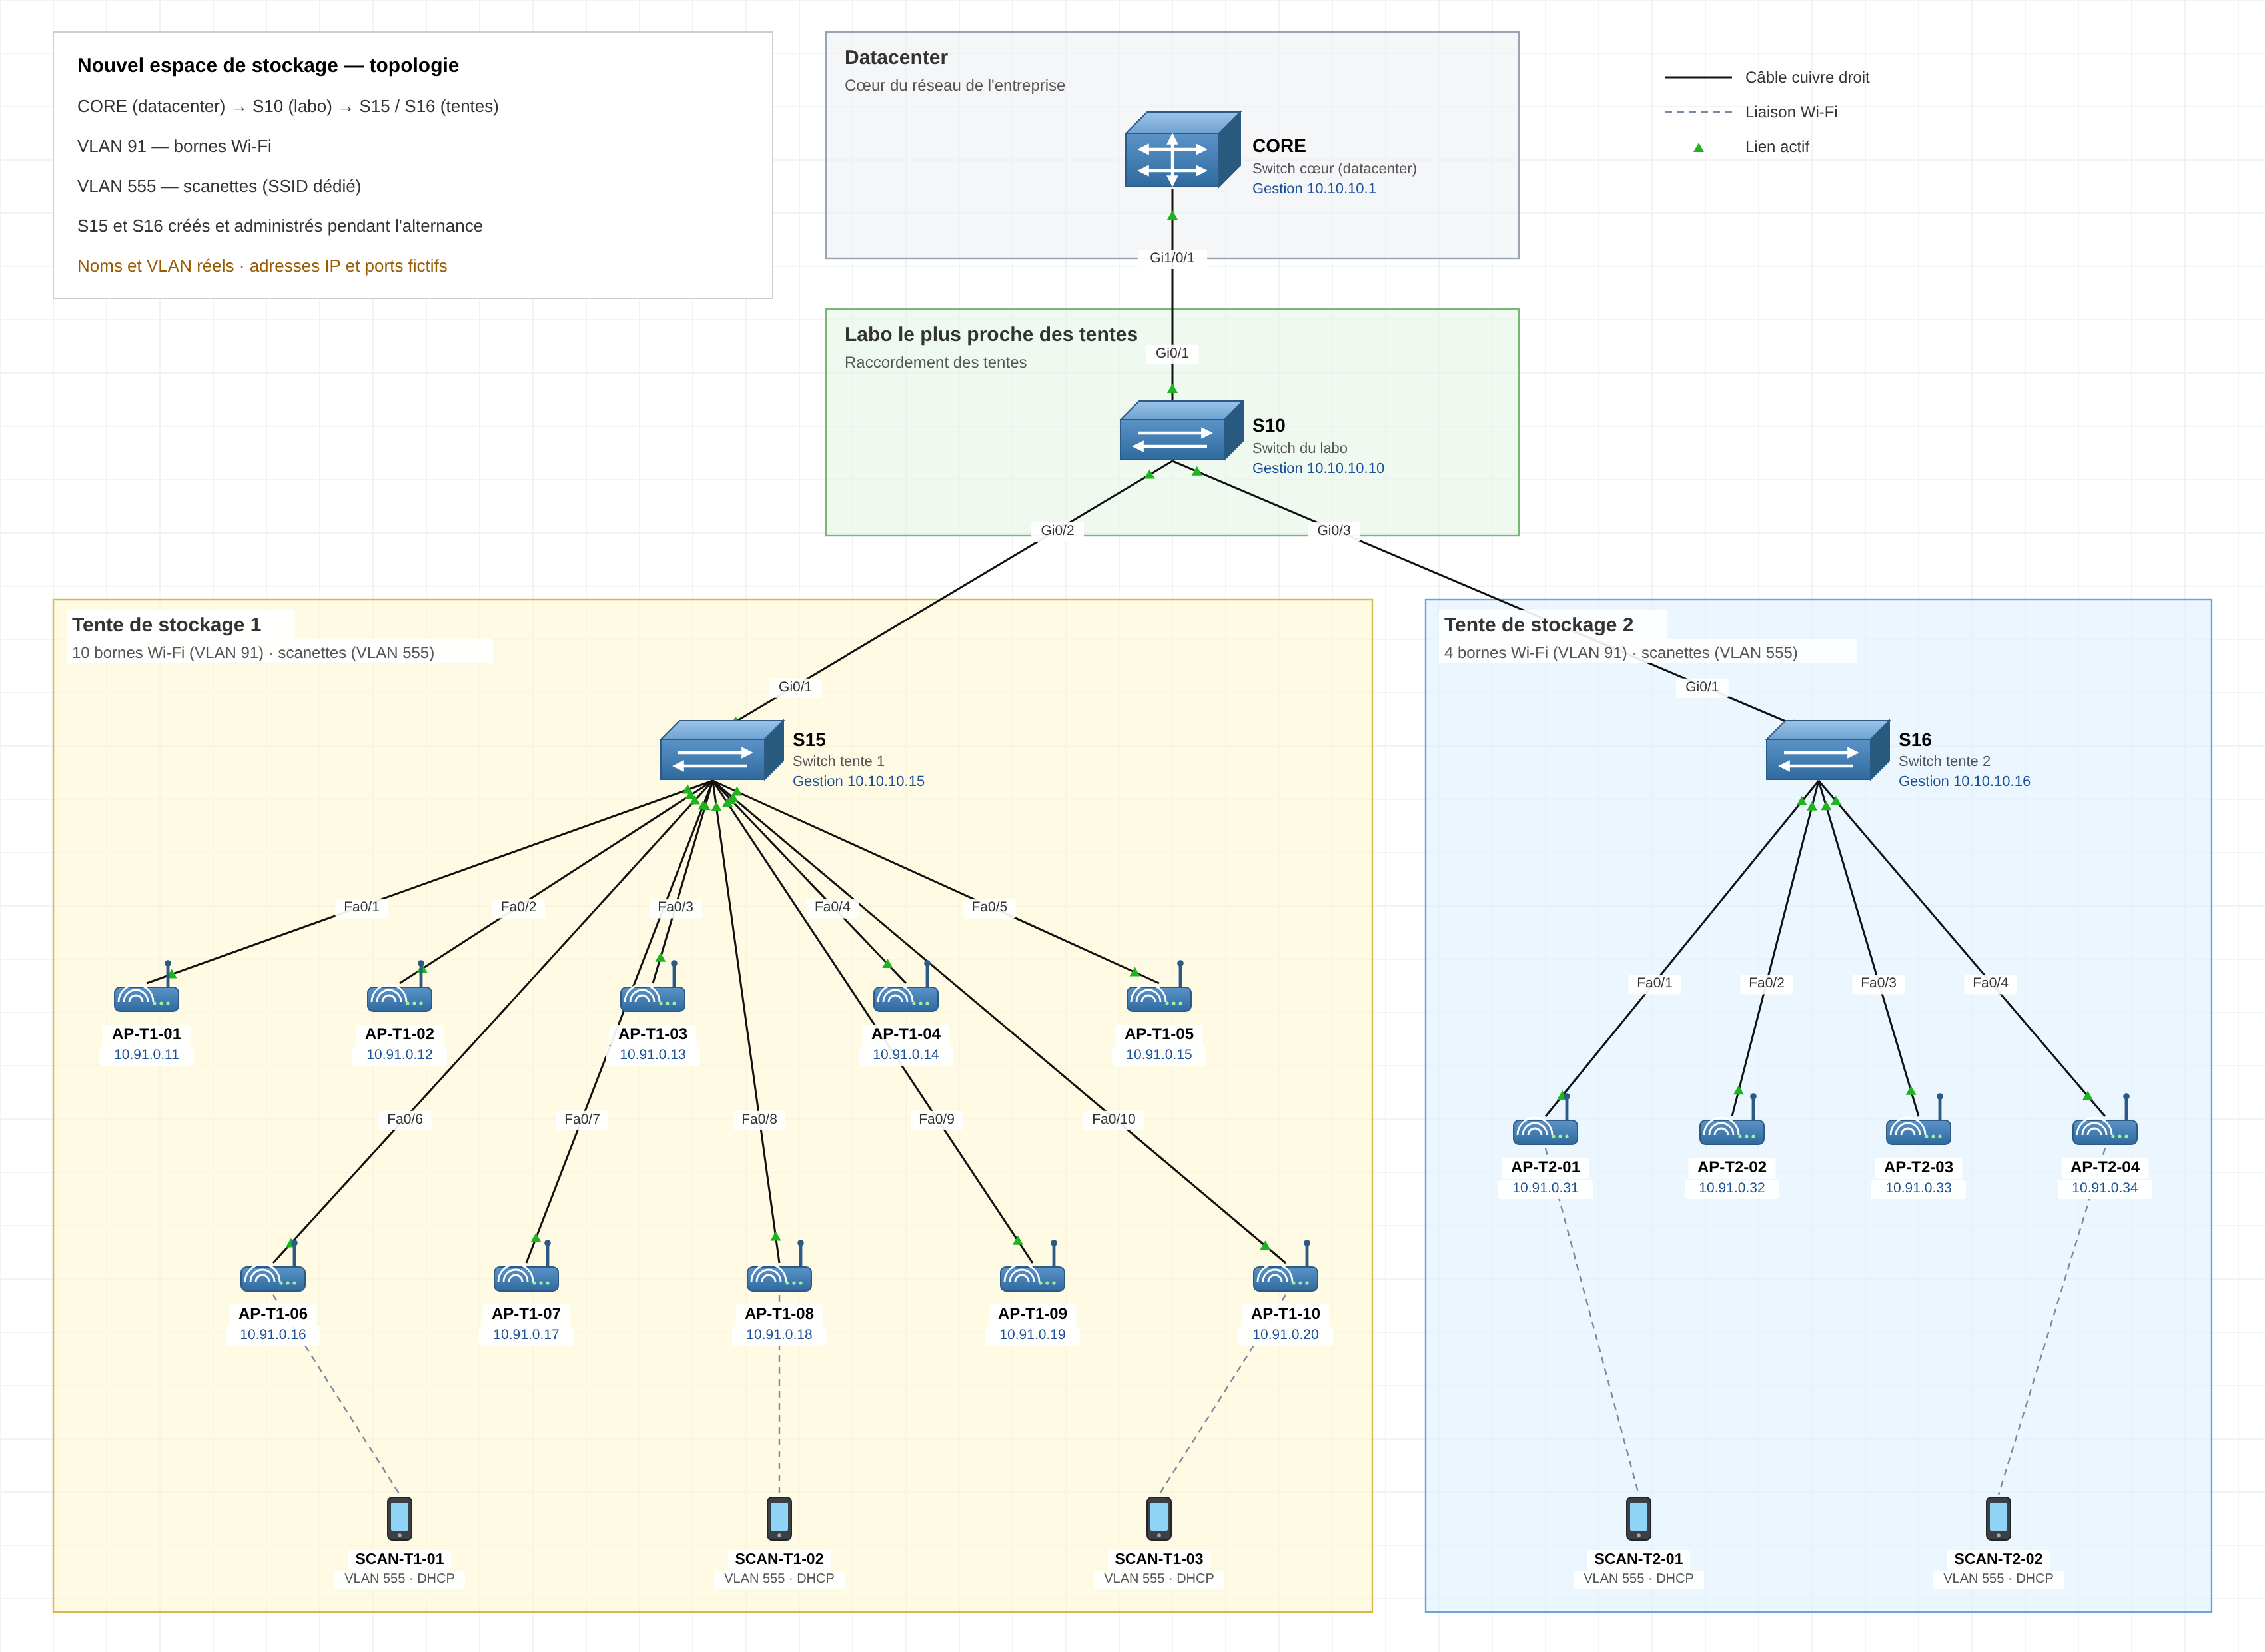 Nouvel espace de stockage — topologie
CORE (datacenter) → S10 (labo) → S15 / S16 (tentes)
VLAN 91 — bornes Wi-Fi
VLAN 555 — scanettes (SSID dédié)
S15 et S16 créés et administrés pendant l'alternance
Noms et VLAN réels · adresses IP et ports fictifs
Datacenter
Cœur du réseau de l'entreprise
CORE
Switch cœur (datacenter)
Gestion 10.10.10.1
Gi1/0/1
Câble cuivre droit
Liaison Wi-Fi
Lien actif
Labo le plus proche des tentes
Raccordement des tentes
Gi0/1
S10
Switch du labo
Gestion 10.10.10.10
Gi0/2
Gi0/3
Tente de stockage 1
10 bornes Wi-Fi (VLAN 91) · scanettes (VLAN 555)
Gi0/1
S15
Switch tente 1
Gestion 10.10.10.15
Fa0/1
Fa0/2
Fa0/3
Fa0/4
Fa0/5
AP-T1-01
10.91.0.11
AP-T1-02
10.91.0.12
AP-T1-03
10.91.0.13
AP-T1-04
10.91.0.14
AP-T1-05
10.91.0.15
Fa0/6
Fa0/7
Fa0/8
Fa0/9
Fa0/10
AP-T1-06
10.91.0.16
AP-T1-07
10.91.0.17
AP-T1-08
10.91.0.18
AP-T1-09
10.91.0.19
AP-T1-10
10.91.0.20
SCAN-T1-01
VLAN 555 · DHCP
SCAN-T1-02
VLAN 555 · DHCP
SCAN-T1-03
VLAN 555 · DHCP
Tente de stockage 2
4 bornes Wi-Fi (VLAN 91) · scanettes (VLAN 555)
Gi0/1
S16
Switch tente 2
Gestion 10.10.10.16
Fa0/1
Fa0/2
Fa0/3
Fa0/4
AP-T2-01
10.91.0.31
AP-T2-02
10.91.0.32
AP-T2-03
10.91.0.33
AP-T2-04
10.91.0.34
SCAN-T2-01
VLAN 555 · DHCP
SCAN-T2-02
VLAN 555 · DHCP